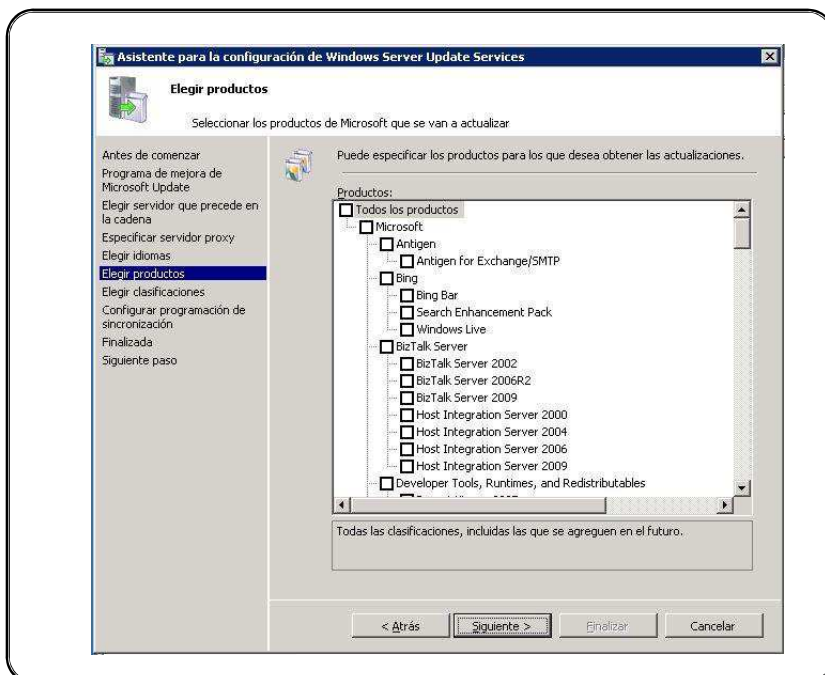 Asistente para la configuración de Windows Server Update Services
Elegir productos
Seleccionar los productos de Microsoft que se van a actualizar
Antes de comenzar
Programa de mejora de
Microsoft Update
Elegir servidor que precede en
la cadena
Especificar servidor proxy
Elegir idiomas
Elegir productos
Elegir clasificaciones
Configurar programación de
sincronización
Finalizada
Siguiente paso
Puede especificar los productos para los que desea obtener las actualizaciones.
Productos:
Todos los productos
Microsoft
Antigen
Antigen for Exchange/SMTP
Bing
Bing Bar
Search Enhancement Pack
Windows Live
BizTalk Server
BizTalk Server 2002
BizTalk Server 2006R2
BizTalk Server 2009
Host Integration Server 2000
Host Integration Server 2004
Host Integration Server 2006
Host Integration Server 2009
Developer Tools, Runtimes, and Redistributables
Todas las clasificaciones, incluidas las que se agreguen en el futuro.
< Atrás
Siguiente >
Finalizar
Cancelar